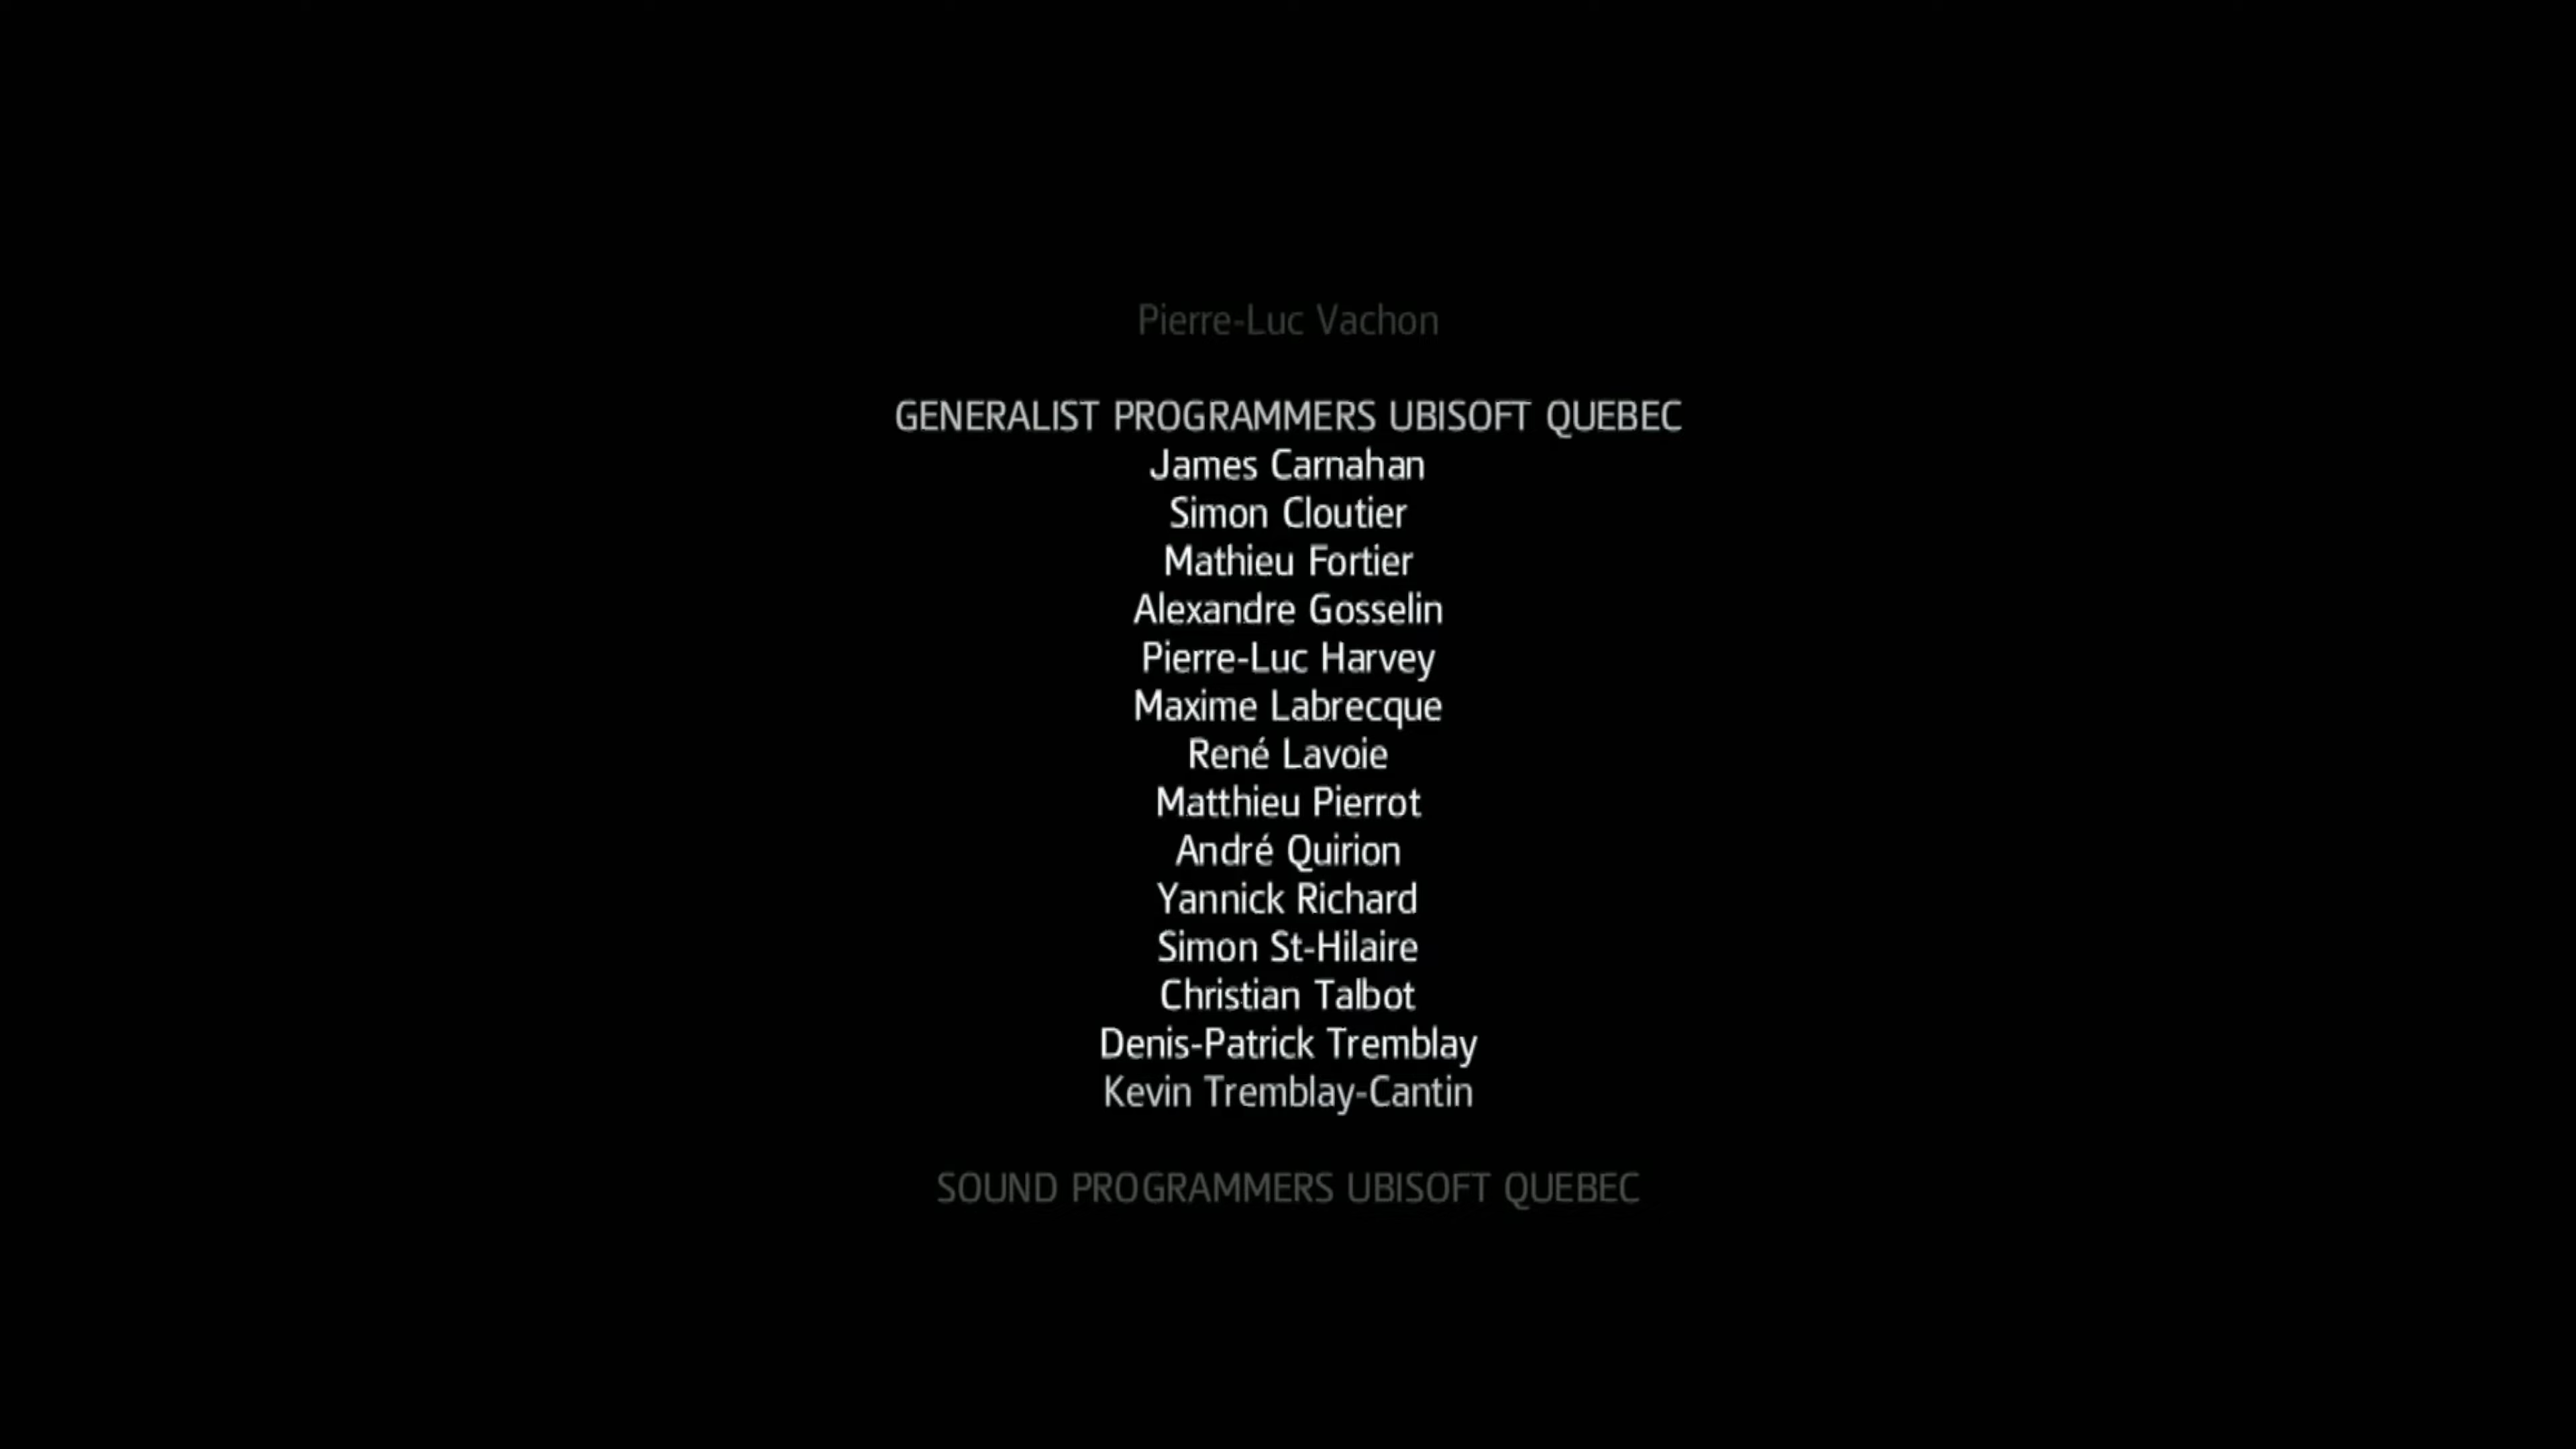 Pierre-Luc Vachon
GENERALIST PROGRAMMERS UBISOFT QUEBEC
James Carnahan
Simon Cloutier
Mathieu Fortier
Alexandre Gosselin
Pierre-Luc Harvey
Maxime Labrecque
René Lavoie
Matthieu Pierrot
André Quirion
Yannick Richard
Simon St-Hilaire
Christian Talbot
Denis-Patrick Tremblay
Kevin Tremblay-Cantin
SOUND PROGRAMMERS UBISOFT QUEBEC